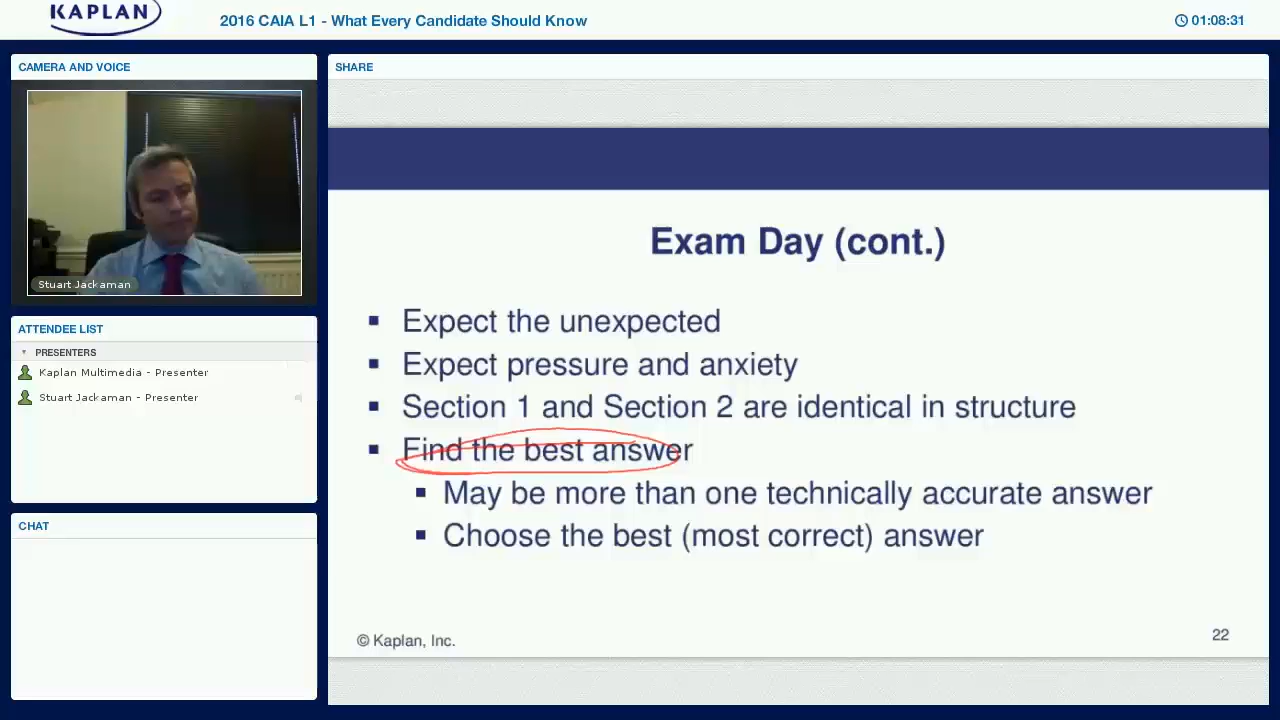 KAPLAN
2016 CAIA L1 - What Every Candidate Should Know
01:08:31
CAMERA AND VOICE
Stuart Jackaman
ATTENDEE LIST
PRESENTERS
Kaplan Multimedia - Presenter
Stuart Jackaman - Presenter
CHAT
SHARE
Exam Day (cont.)
Expect the unexpected
Expect pressure and anxiety
Section 1 and Section 2 are identical in structure
Find the best answer
May be more than one technically accurate answer
Choose the best (most correct) answer
© Kaplan, Inc.
22